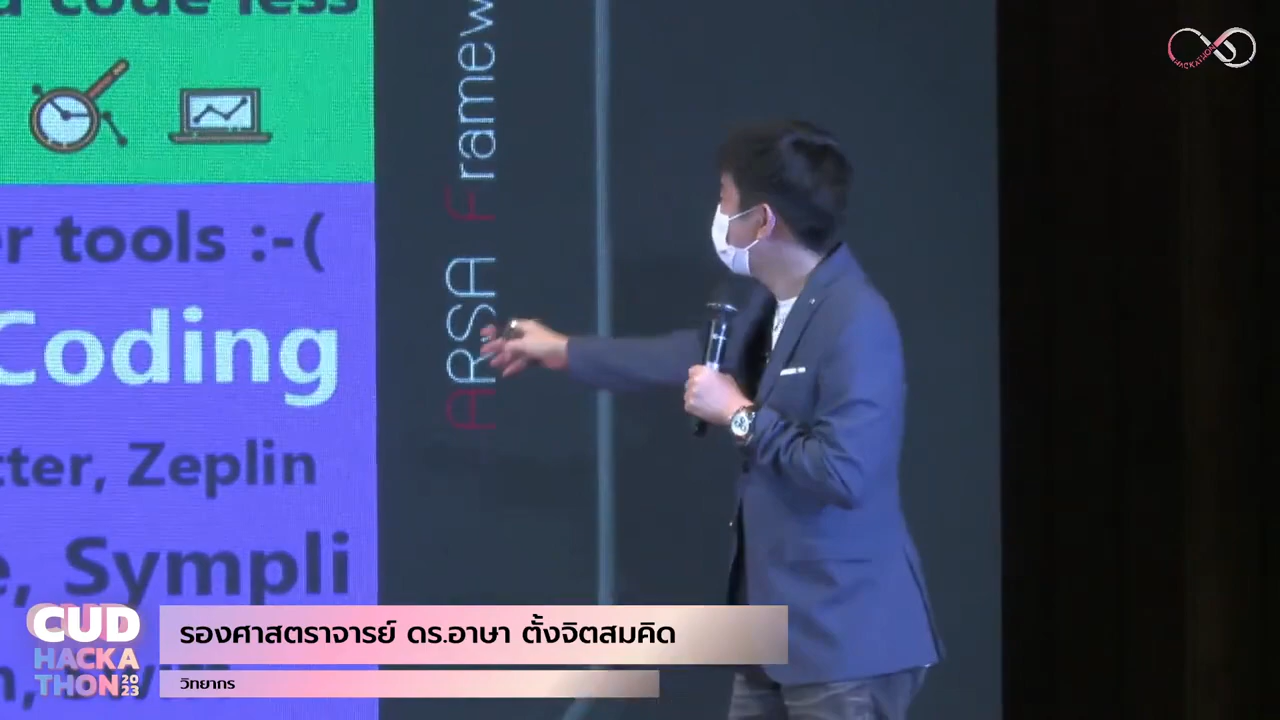 d code less
r tools :-(
Coding
tter, Zeplin
e, Sympli
ARSA Framew
HACKATHON
CUD
HACKA
THON 2023
รองศาสตราจารย์ ดร.อาษา ตั้งจิตสมคิด
วิทยากร